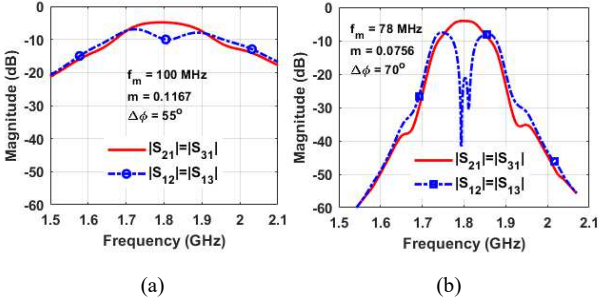 0
-10
-20
-30
-40
-50
-60
Magnitude (dB)
f_m = 100 MHz
m = 0.1167
Δϕ = 55°
|S₂₁|=|S₃₁|
|S₁₂|=|S₁₃|
1.5 1.6 1.7 1.8 1.9 2 2.1
Frequency (GHz)
(a)
0
-10
-20
-30
-40
-50
-60
Magnitude (dB)
f_m = 78 MHz
m = 0.0756
Δϕ = 70°
|S₂₁|=|S₃₁|
|S₁₂|=|S₁₃|
1.5 1.6 1.7 1.8 1.9 2 2.1
Frequency (GHz)
(b)